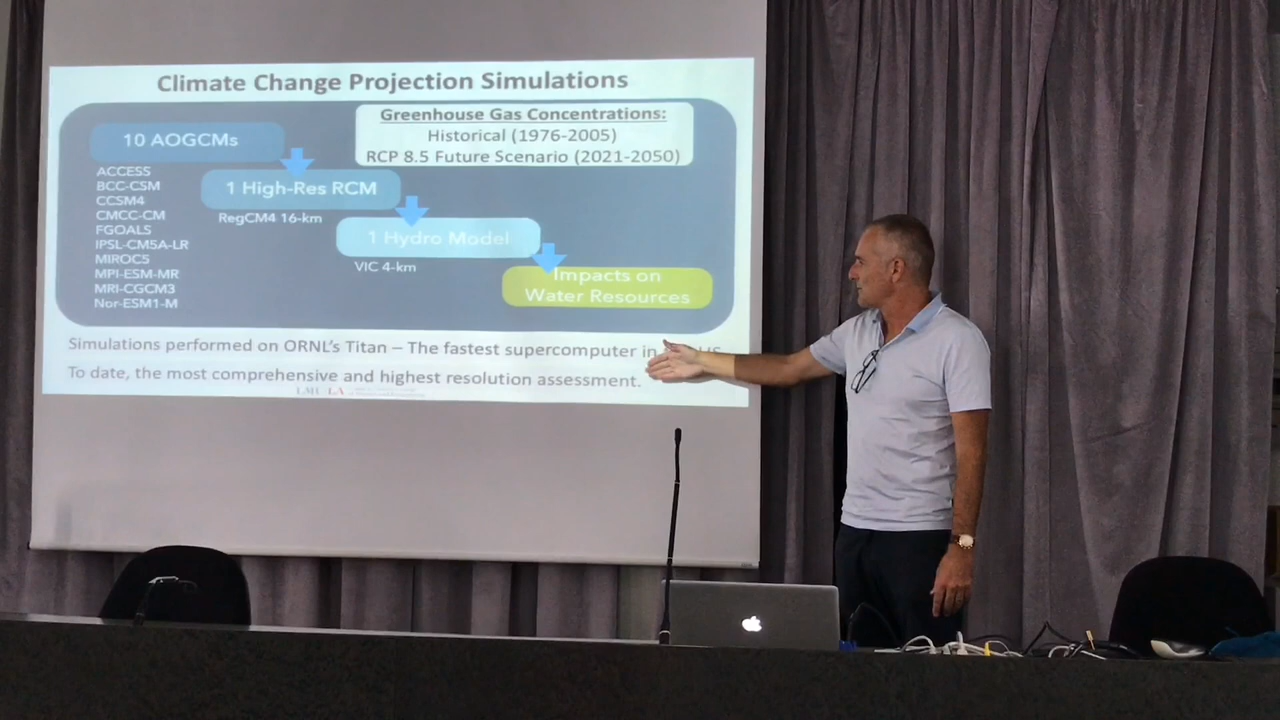 Climate Change Projection Simulations
10 AOGCMs
Greenhouse Gas Concentrations:
Historical (1976-2005)
RCP 8.5 Future Scenario (2021-2050)
ACCESS
BCC-CSM
CCSM4
CMCC-CM
FGOALS
IPSL-CM5A-LR
MIROC5
MPI-ESM-MR
MRI-CGCM3
Nor-ESM1-M
1 High-Res RCM
RegCM4 16-km
1 Hydro Model
VIC 4-km
Impacts on
Water Resources
Simulations performed on ORNL's Titan – The fastest supercomputer in
To date, the most comprehensive and highest resolution assessment.
LMU LA